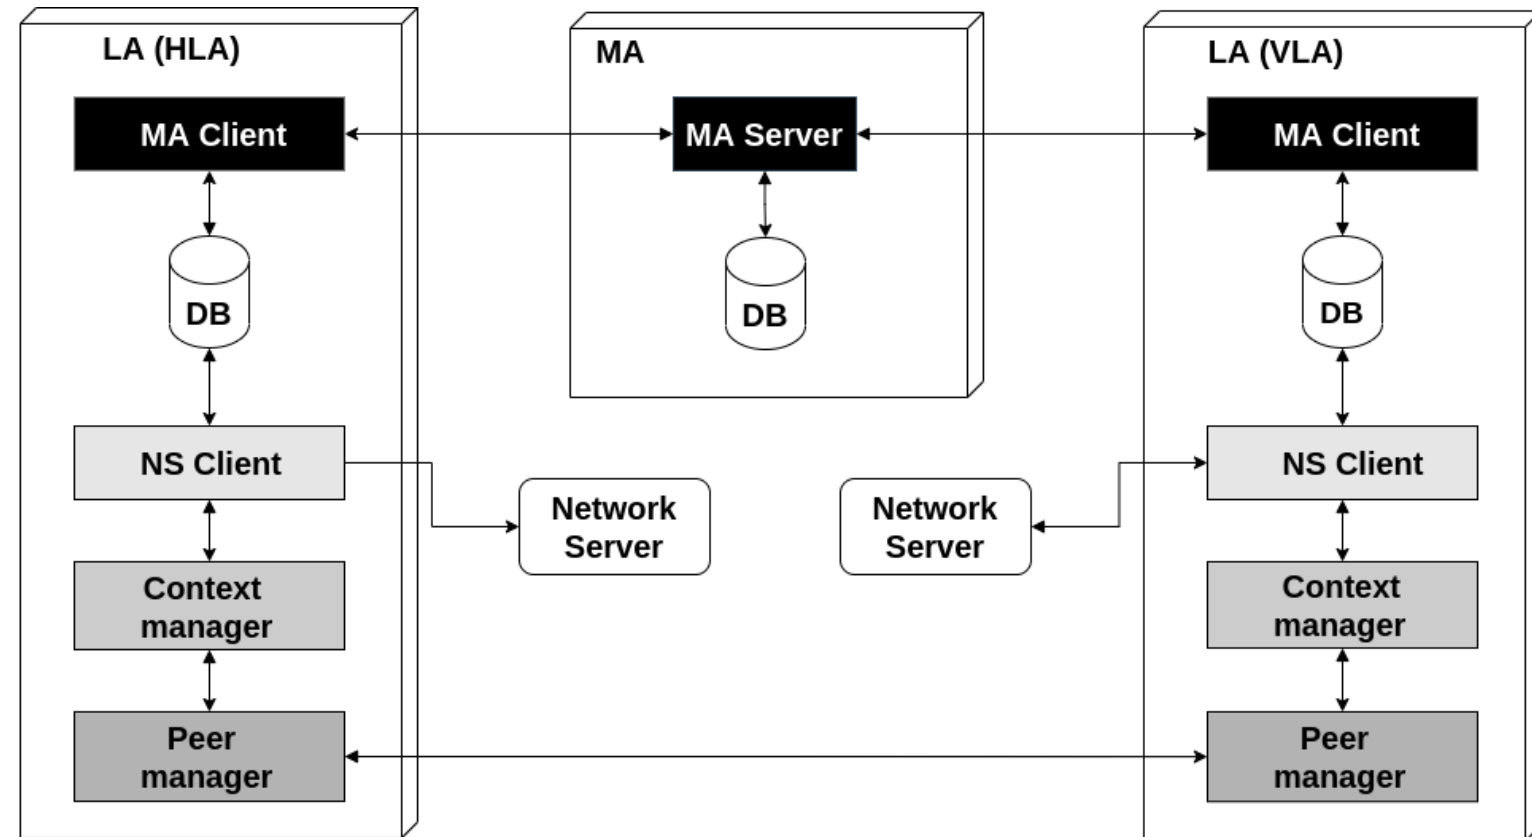 LA (HLA)
MA
LA (VLA)
MA Client
MA Server
MA Client
DB
DB
DB
NS Client
NS Client
Network
Server
Network
Server
Context
manager
Context
manager
Peer
manager
Peer
manager